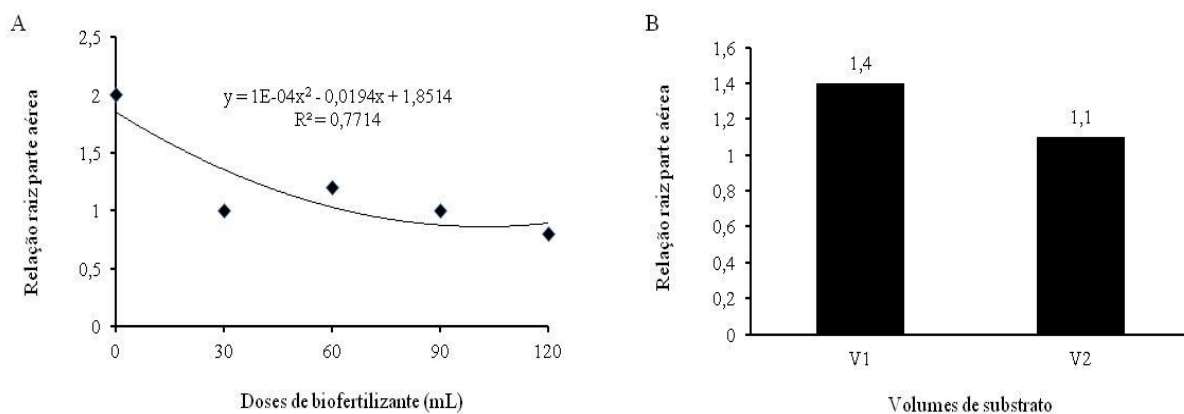 A
Relação raiz parte aérea
2,5
2
1,5
1
0,5
0
y = 1E-04x² - 0,0194x + 1,8514
R² = 0,7714
0 30 60 90 120
Doses de biofertilizante (mL)
B
Relação raiz parte aérea
1,6
1,4
1,2
1
0,8
0,6
0,4
0,2
0
1,4
1,1
V1 V2
Volumes de substrato